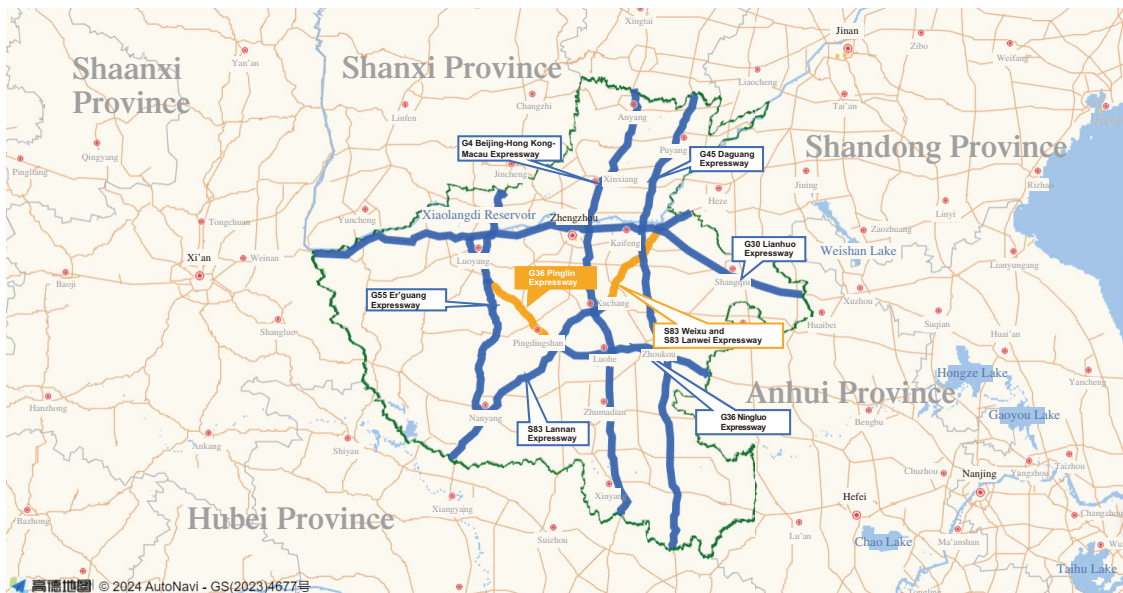 Xingtai
Jinan
Zibo
Weifang
Shaanxi
Province
Yan'an
Shanxi Province
Liaocheng
Changzhi
Tai'an
Linfen
Anyang
Qingyang
Pingliang
G4 Beijing-Hong Kong-
Macau Expressway
Puyang
G45 Daguang
Expressway
Shandong Province
Jincheng
Xinxiang
Jining
Rizhao
Heze
Linyi
Yuncheng
Xiaolangdi Reservoir
Zhengzhou
Tongchuan
Zaozhuang
Kaifeng
G30 Lianhuo
Expressway
Weishan Lake
Xi'an
Weinan
Luoyang
Lianyungang
Baoji
G36 Pinglin
Expressway
Shangqiu
Xuzhou
G55 Er'guang
Expressway
Xuchang
Huaibei
Suqian
Shangluo
S83 Weixu and
S83 Lanwei Expressway
Huai'an
Pingdingshan
Luohe
Zhoukou
Hongze Lake
Yancheng
Anhui Province
Hanzhong
Nanyang
Zhumadian
G36 Ningluo
Expressway
Bengbu
Gaoyou Lake
S83 Lannan
Expressway
Ankang
Shiyan
Chuzhou
Yangzhou
Taizhou
Nanjing
Xinyang
Xiangyang
Hefei
Bazhong
Hubei Province
Changzhou
Lu'an
Suizhou
Chao Lake
Ma'anshan
Wu
Taihu Lake
高德地图 © 2024 AutoNavi - GS(2023)4677号
Tongling